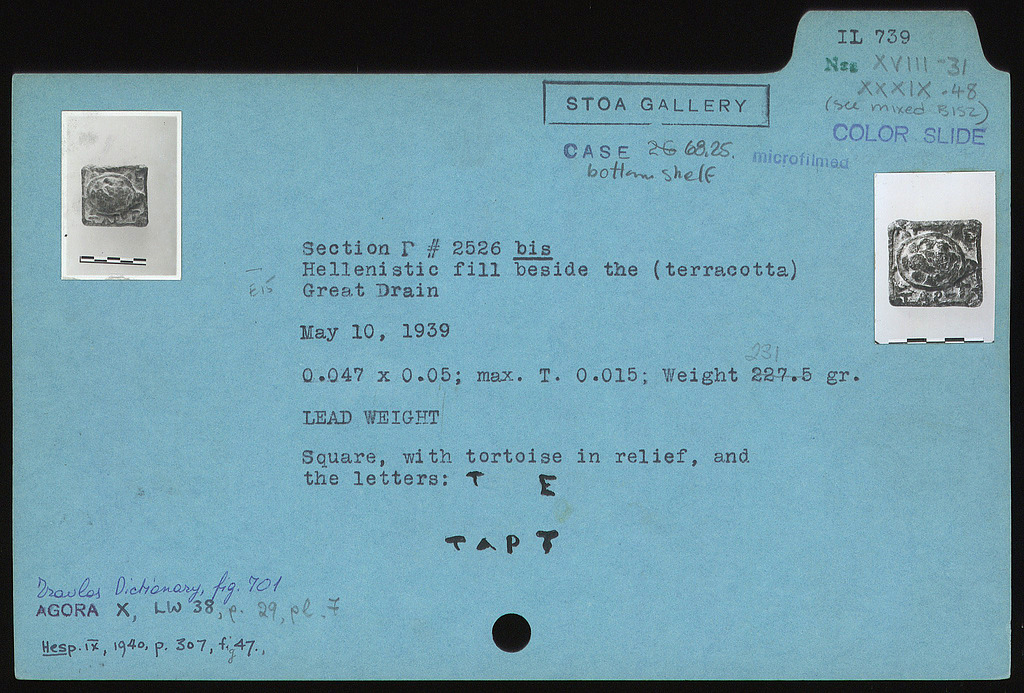 IL 739
Neg XVIII-31
XXXIX-48
(see mixed B152)
COLOR SLIDE
STOA GALLERY
CASE 26 68.25.
bottom shelf
microfilmed
Section Γ # 2526 bis
Hellenistic fill beside the (terracotta)
Great Drain
E15
May 10, 1939
231
0.047 x 0.05; max. T. 0.015; Weight 227.5 gr.
LEAD WEIGHT
Square, with tortoise in relief, and
the letters: T E
TAPT
Travlos Dictionary, fig. 701
AGORA X, LW 38, p. 29, pl. 7
Hesp. IX, 1940, p. 307, fig 47.,